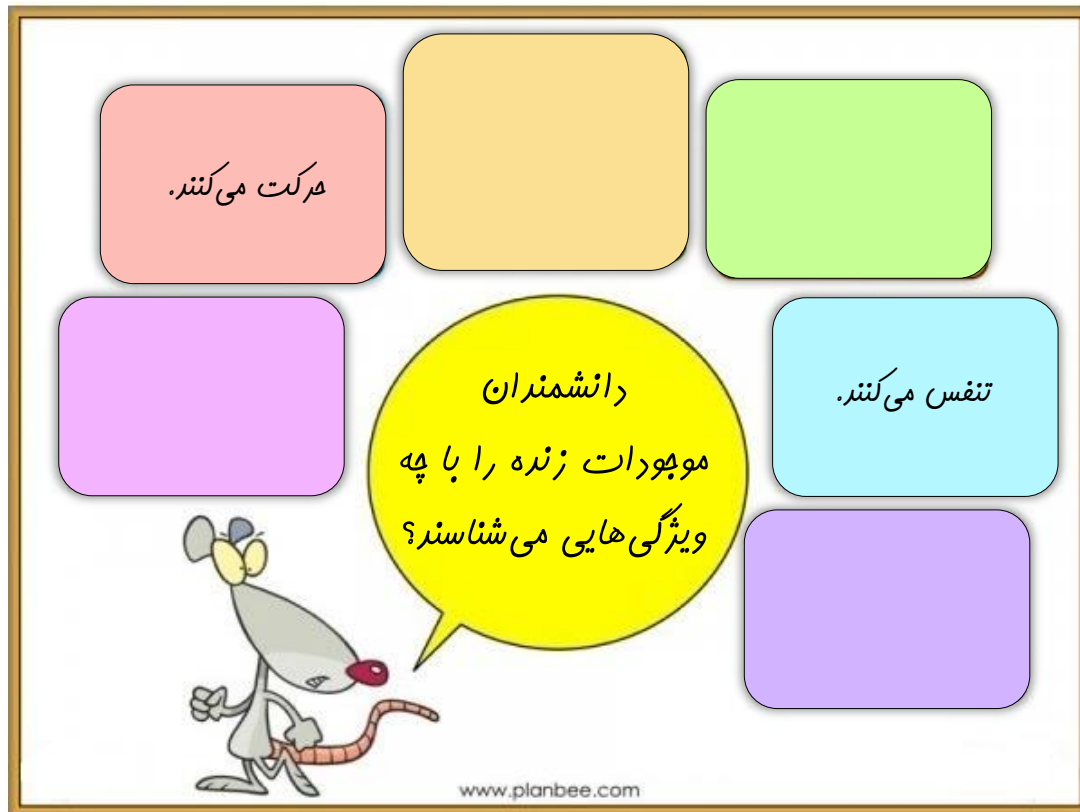 حرکت می‌کنند.
تنفس می‌کنند.
دانشمندان
موجودات زنده را با چه
ویژگی‌هایی می‌شناسند؟
www.planbee.com